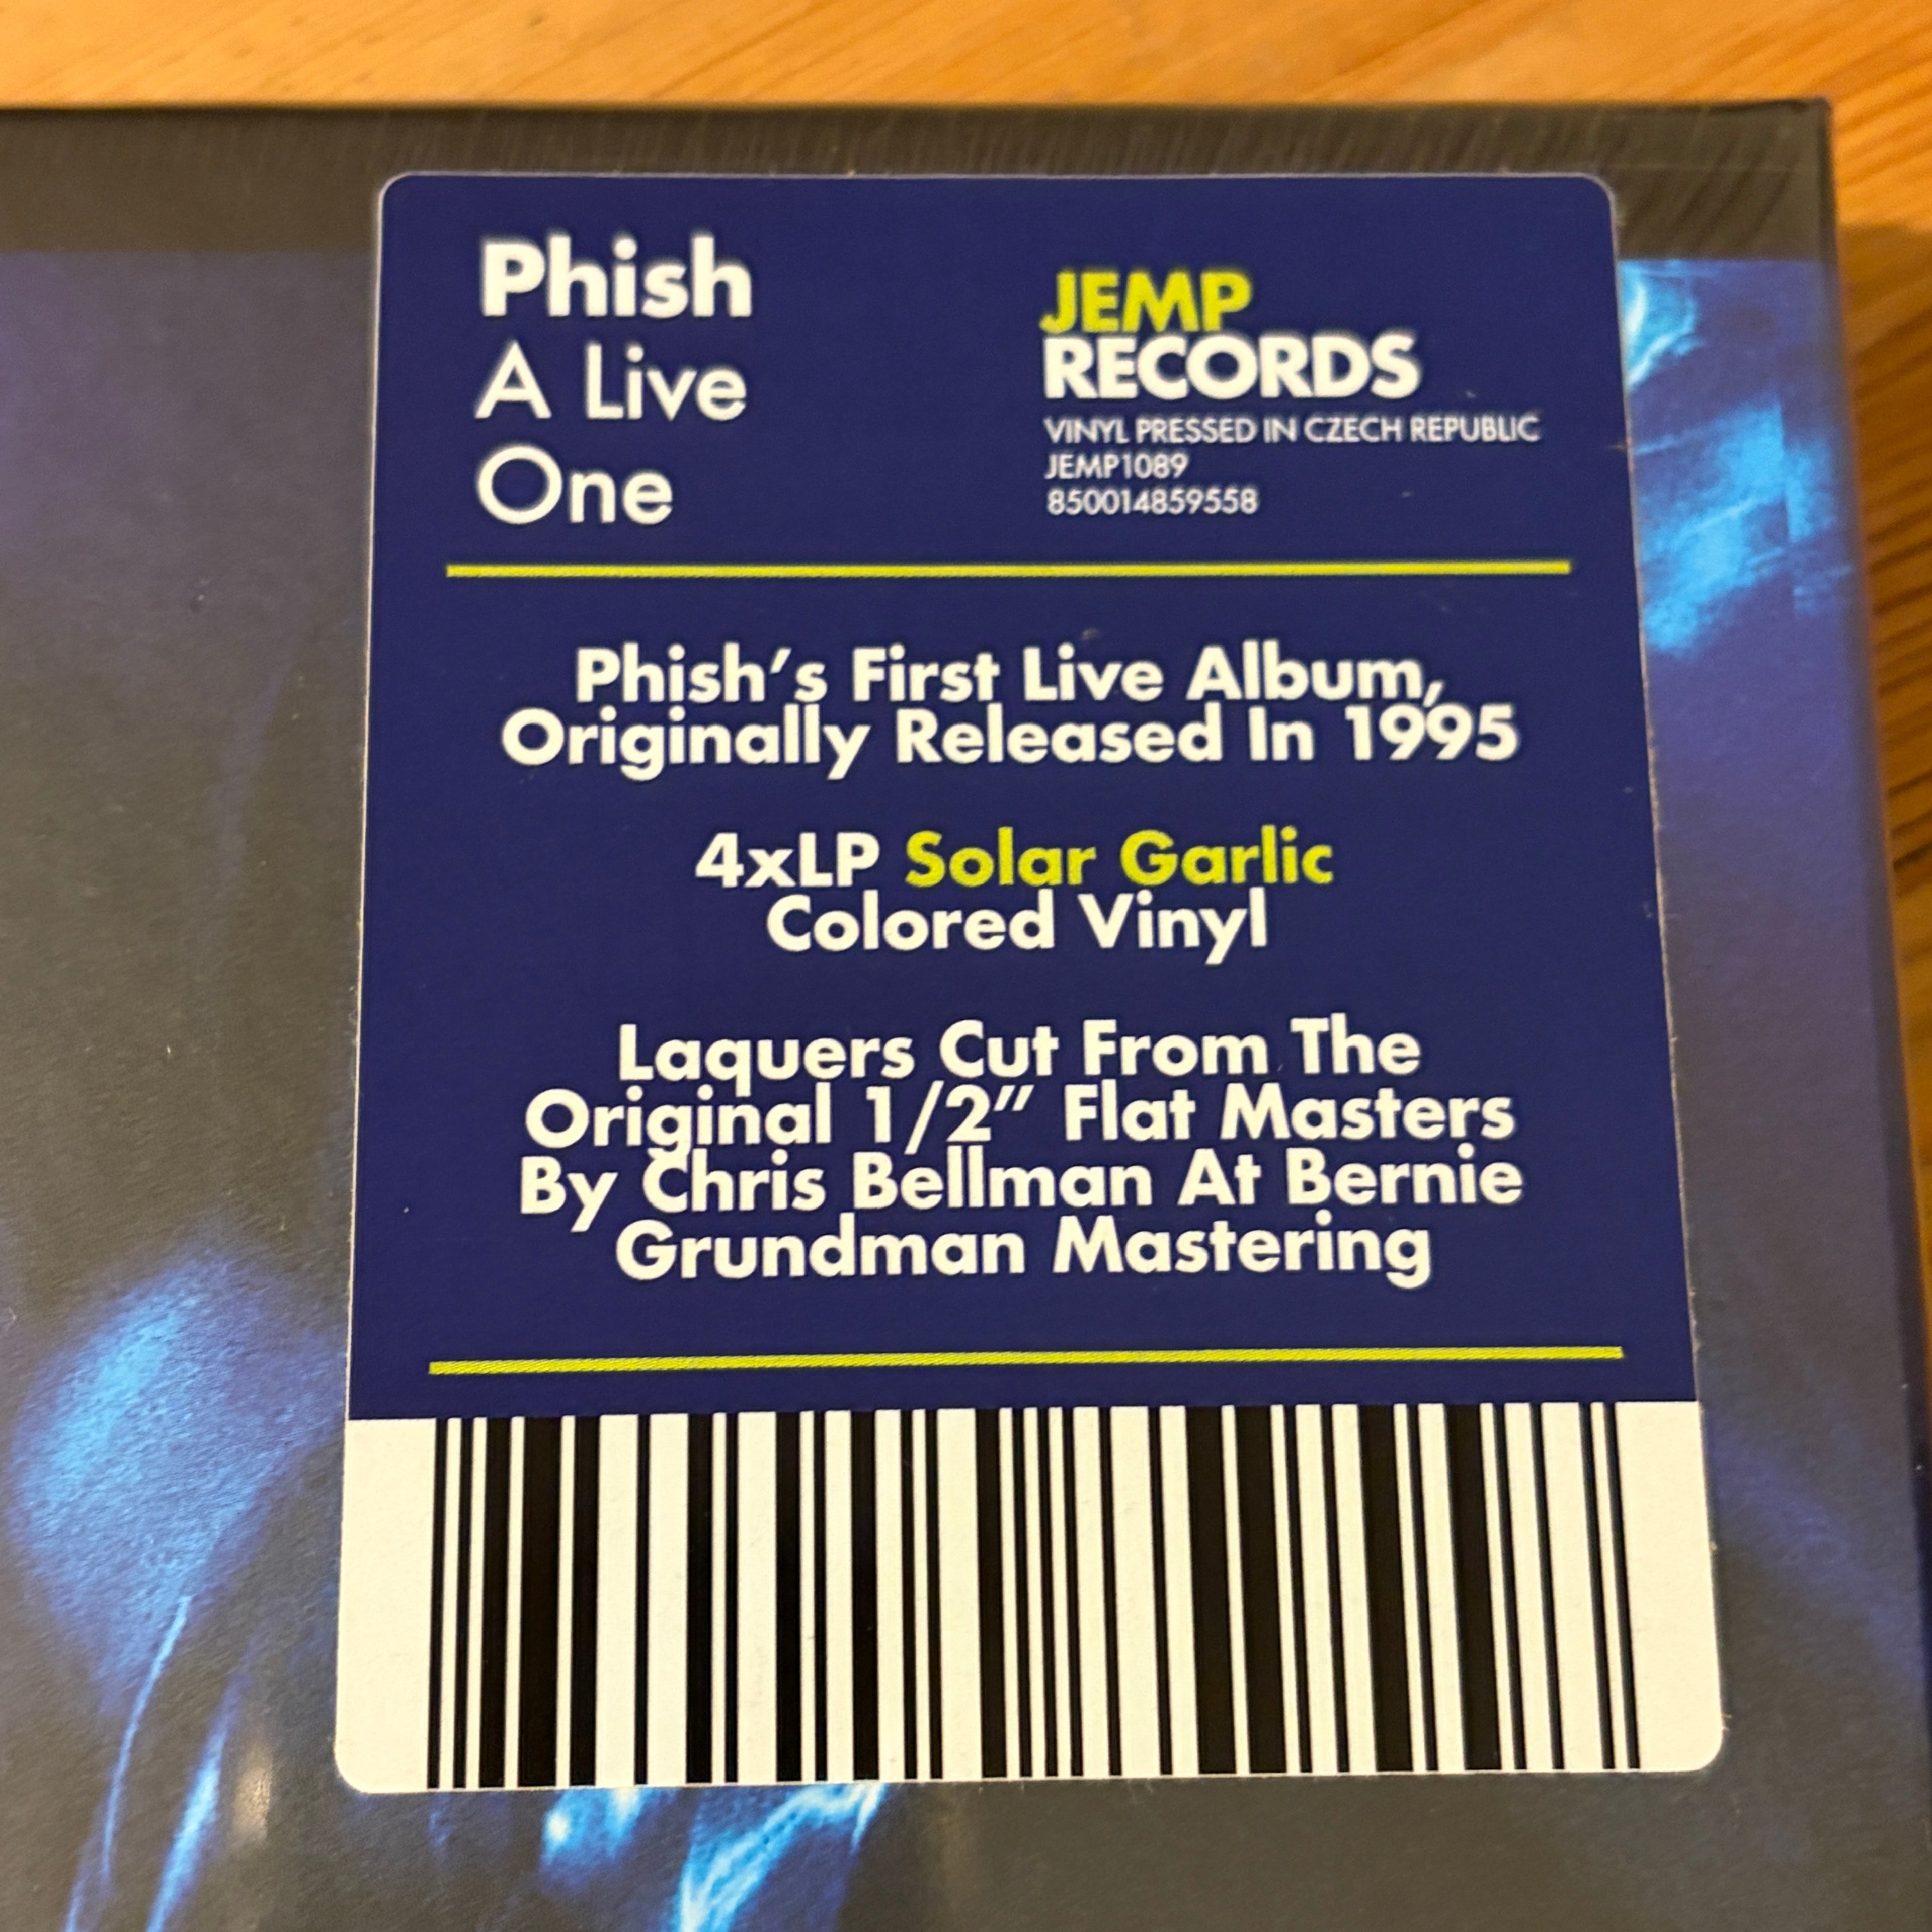 Phish
A Live
One
JEMP
RECORDS
VINYL PRESSED IN CZECH REPUBLIC
JEMP1089
850014859558
Phish's First Live Album,
Originally Released In 1995
4xLP Solar Garlic
Colored Vinyl
Laquers Cut From The
Original 1/2” Flat Masters
By Chris Bellman At Bernie
Grundman Mastering